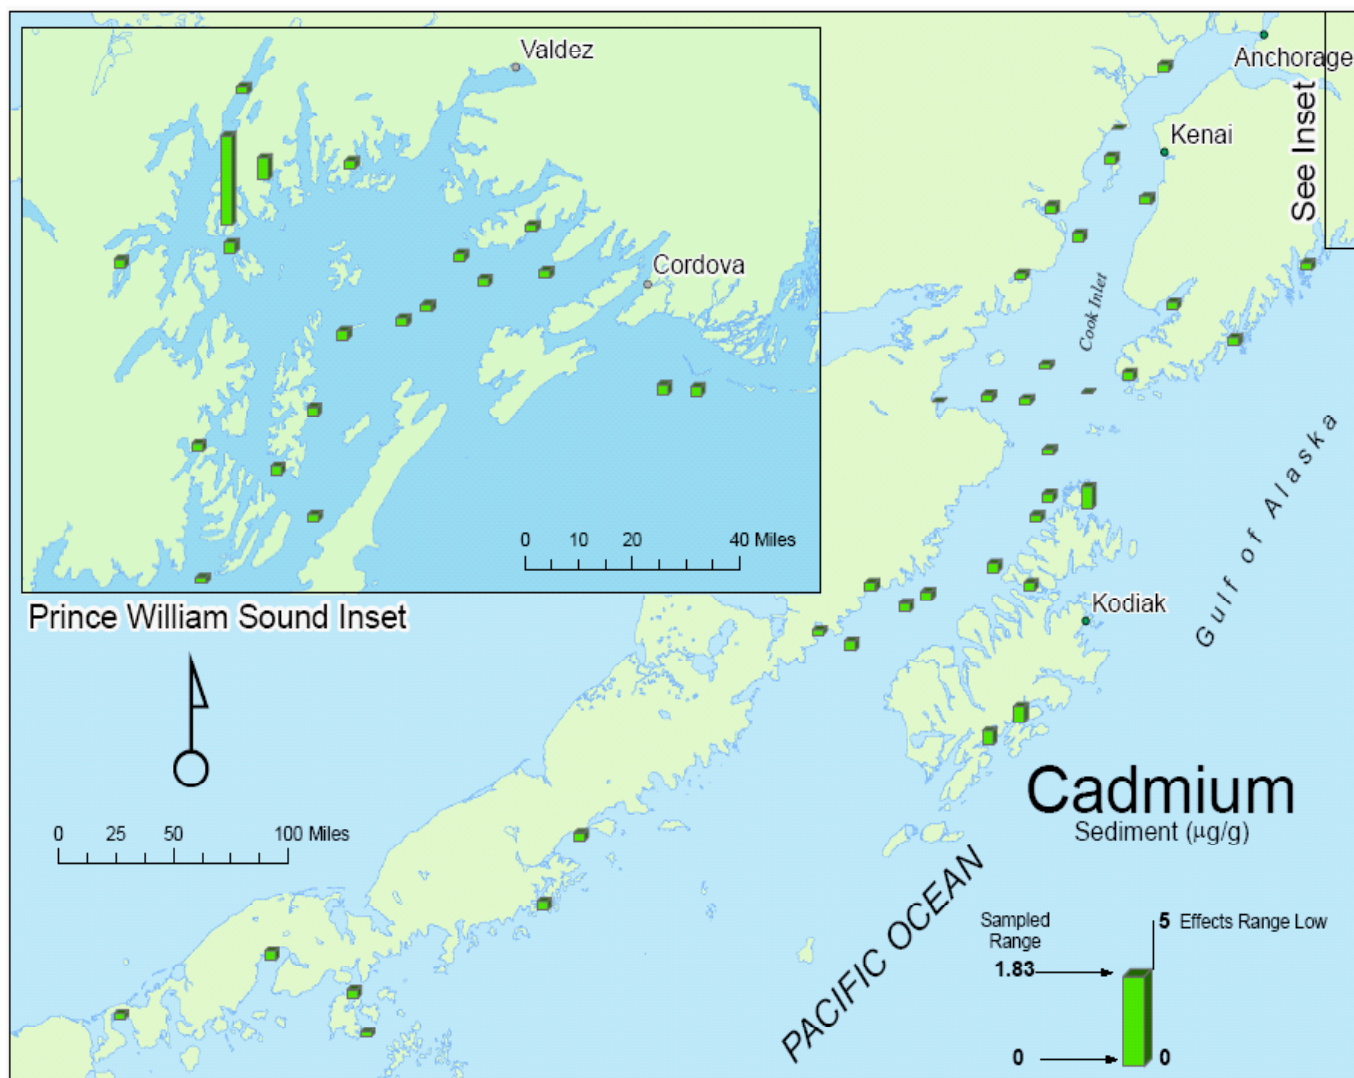 Valdez
Anchorage
Kenai
See Inset
Cordova
Cook Inlet
0 10 20 40 Miles
Prince William Sound Inset
Gulf of Alaska
Kodiak
Cadmium
Sediment (µg/g)
0 25 50 100 Miles
PACIFIC OCEAN
Sampled
Range
1.83
0
5 Effects Range Low
0